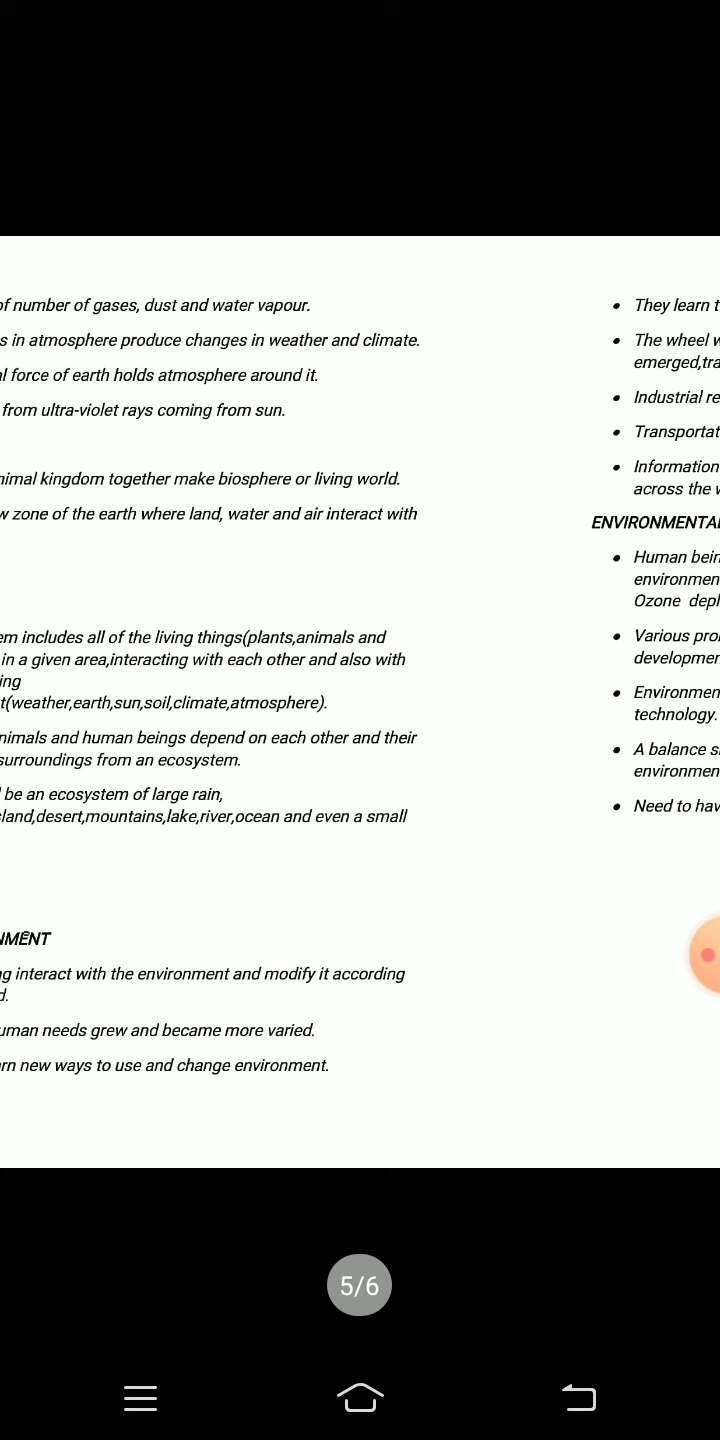 of number of gases, dust and water vapour.
s in atmosphere produce changes in weather and climate.
al force of earth holds atmosphere around it.
from ultra-violet rays coming from sun.
nimal kingdom together make biosphere or living world.
w zone of the earth where land, water and air interact with
em includes all of the living things(plants,animals and
in a given area,interacting with each other and also with
ing
t(weather,earth,sun,soil,climate,atmosphere).
nimals and human beings depend on each other and their
surroundings from an ecosystem.
be an ecosystem of large rain,
sland,desert,mountains,lake,river,ocean and even a small
NMENT
ng interact with the environment and modify it according
d.
uman needs grew and became more varied.
arn new ways to use and change environment.
• They learn t
• The wheel w
emerged,tra
• Industrial re
• Transportat
• Information
across the w
ENVIRONMENTAL
• Human bein
environmen
Ozone depl
• Various pro
developmen
• Environmen
technology.
• A balance s
environmen
• Need to hav
5/6